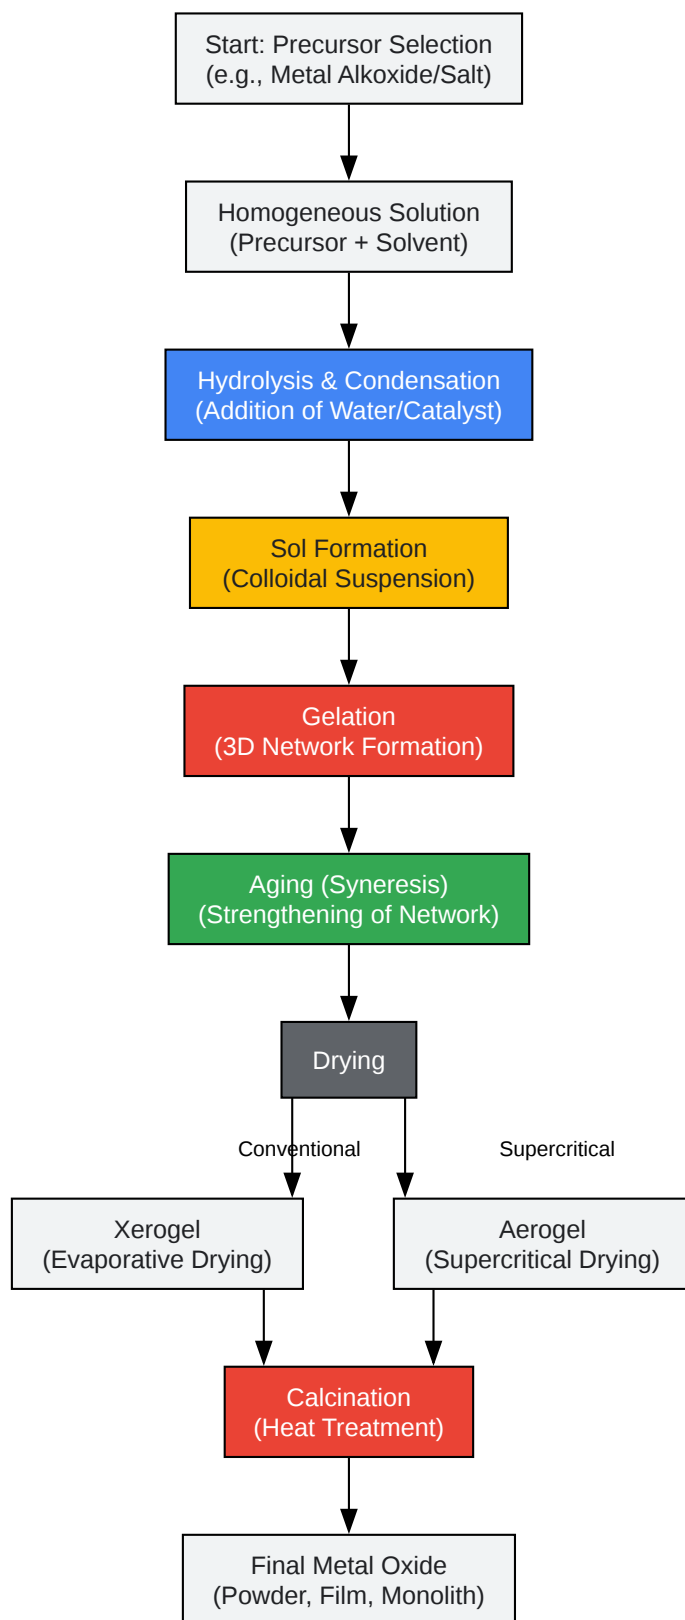 Start: Precursor Selection
(e.g., Metal Alkoxide/Salt)
Homogeneous Solution
(Precursor + Solvent)
Hydrolysis & Condensation
(Addition of Water/Catalyst)
Sol Formation
(Colloidal Suspension)
Gelation
(3D Network Formation)
Aging (Syneresis)
(Strengthening of Network)
Drying
Conventional
Supercritical
Xerogel
(Evaporative Drying)
Aerogel
(Supercritical Drying)
Calcination
(Heat Treatment)
Final Metal Oxide
(Powder, Film, Monolith)